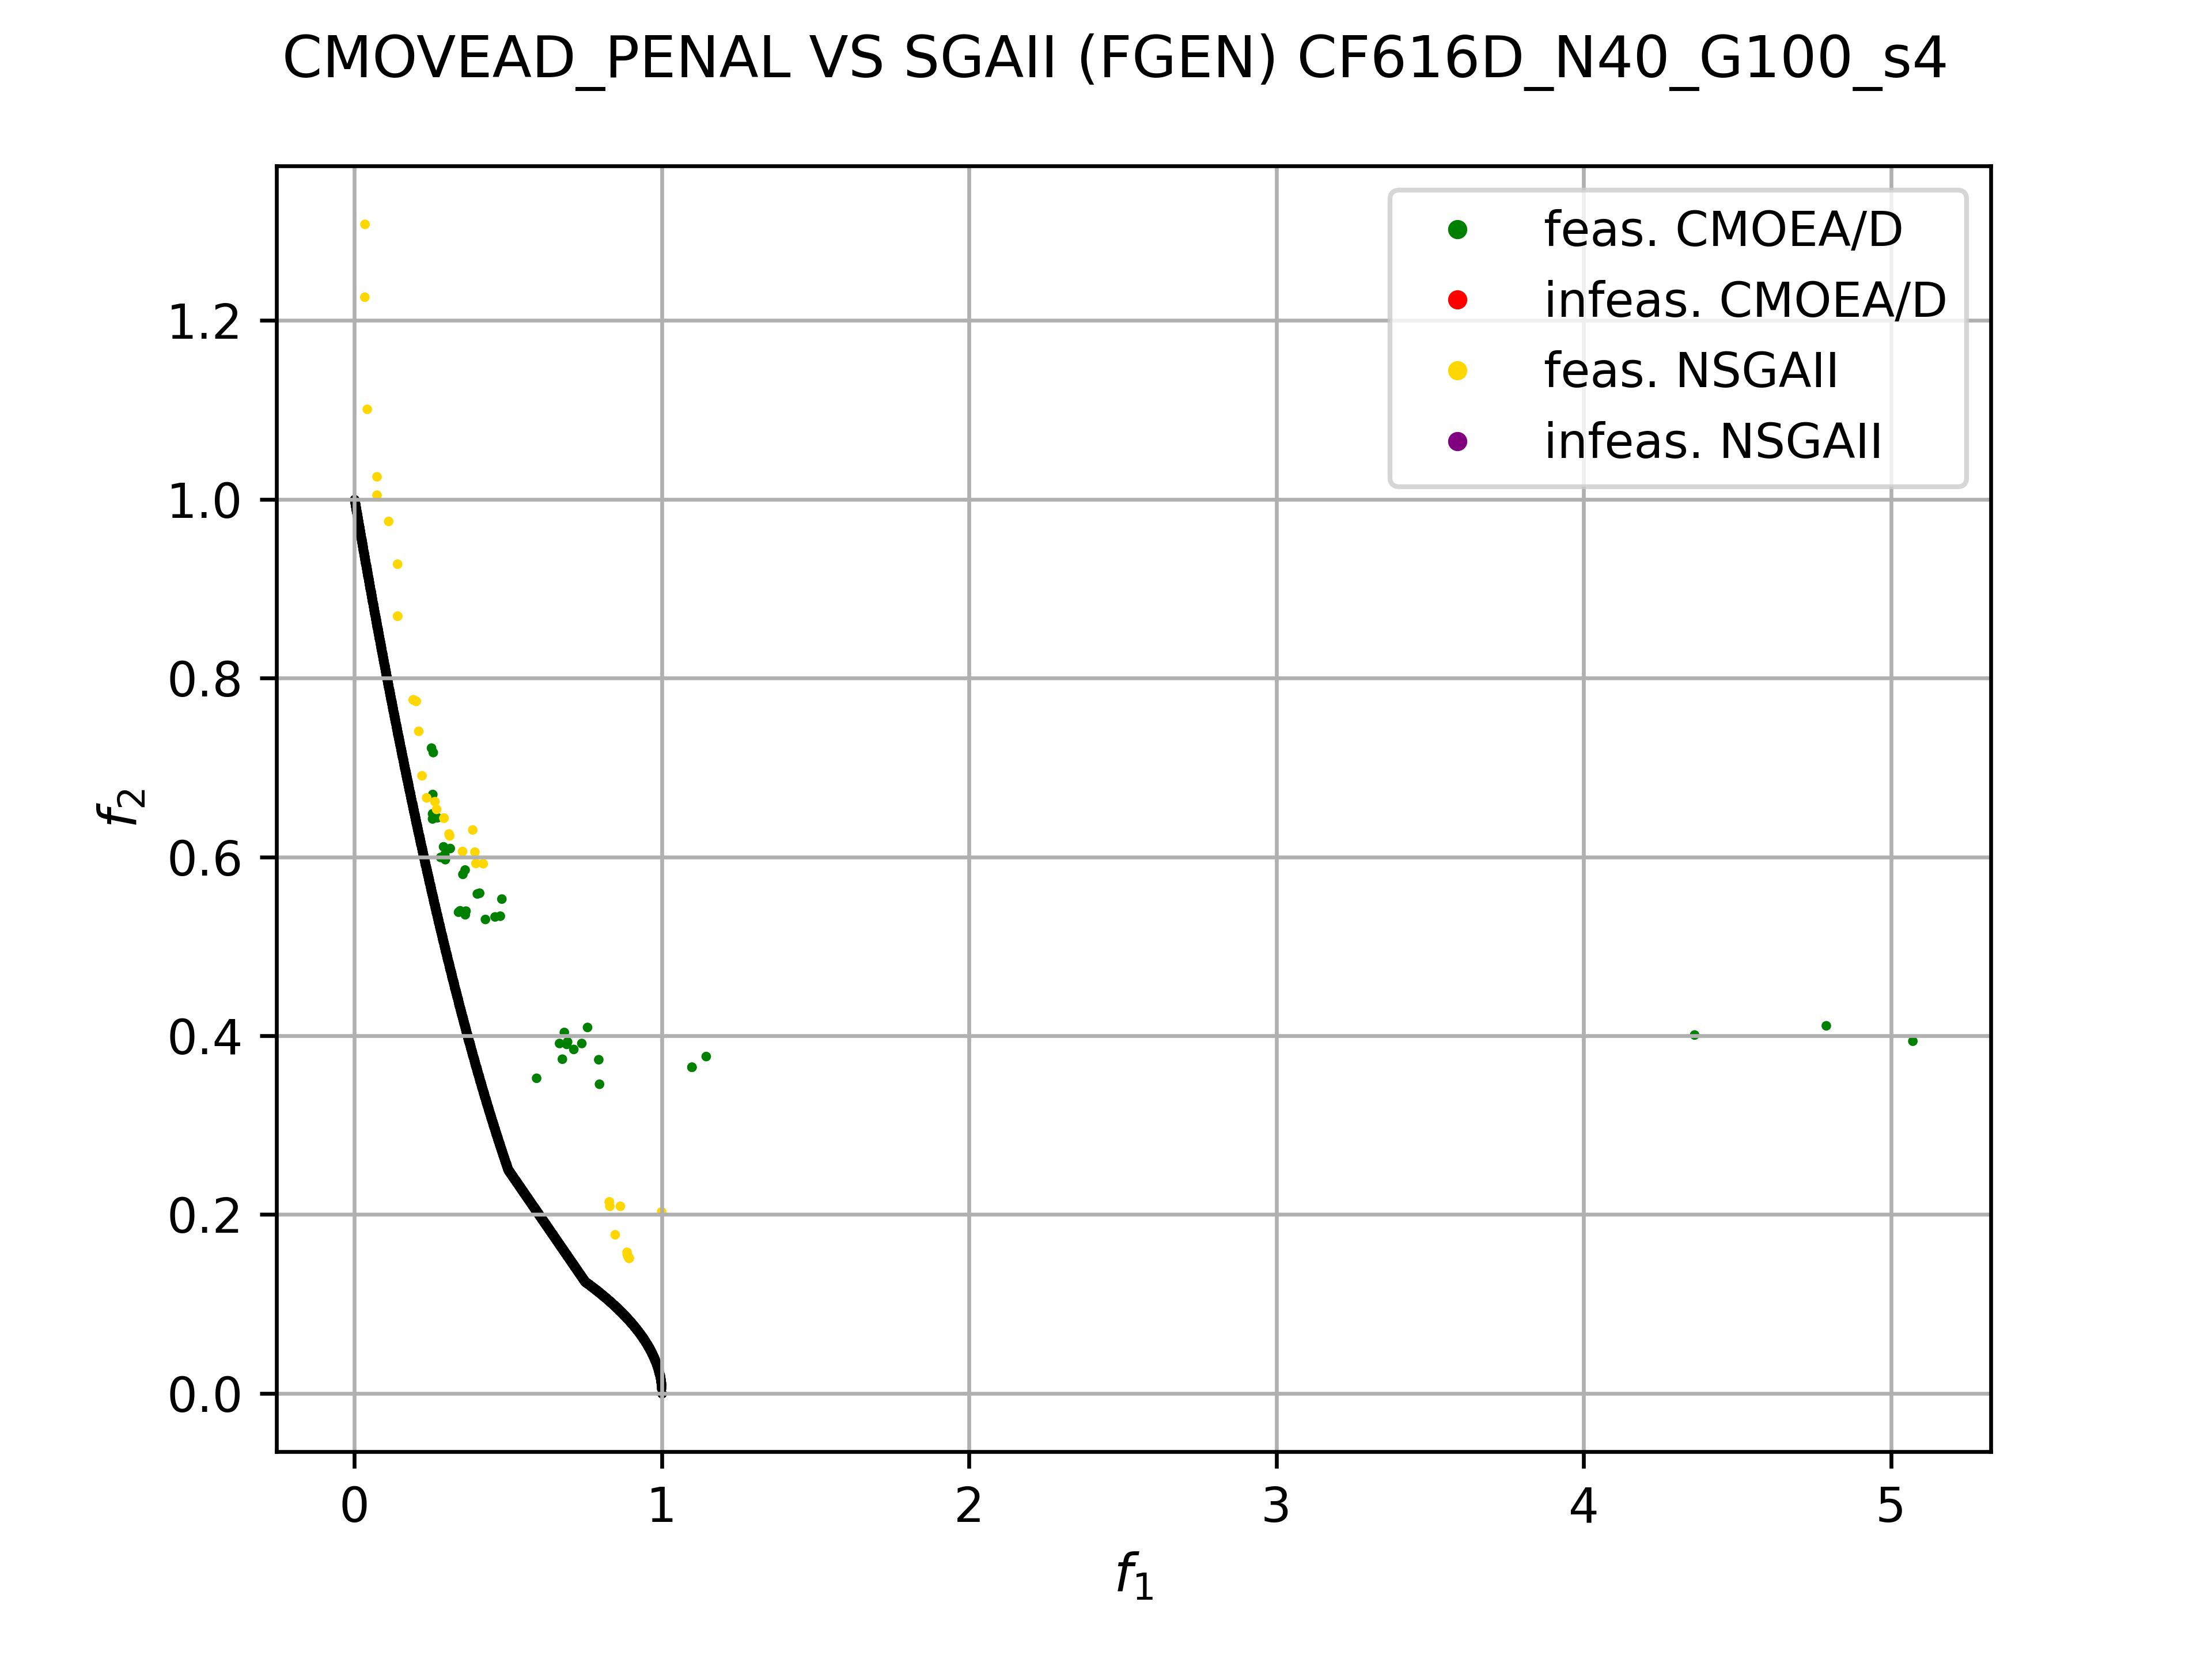 CMOVEAD_PENAL VS SGAII (FGEN) CF616D_N40_G100_s4
feas. CMOEA/D
infeas. CMOEA/D
feas. NSGAII
infeas. NSGAII
1.2
1.0
0.8
0.6
0.4
0.2
0.0
f2
0 1 2 3 4 5
f1